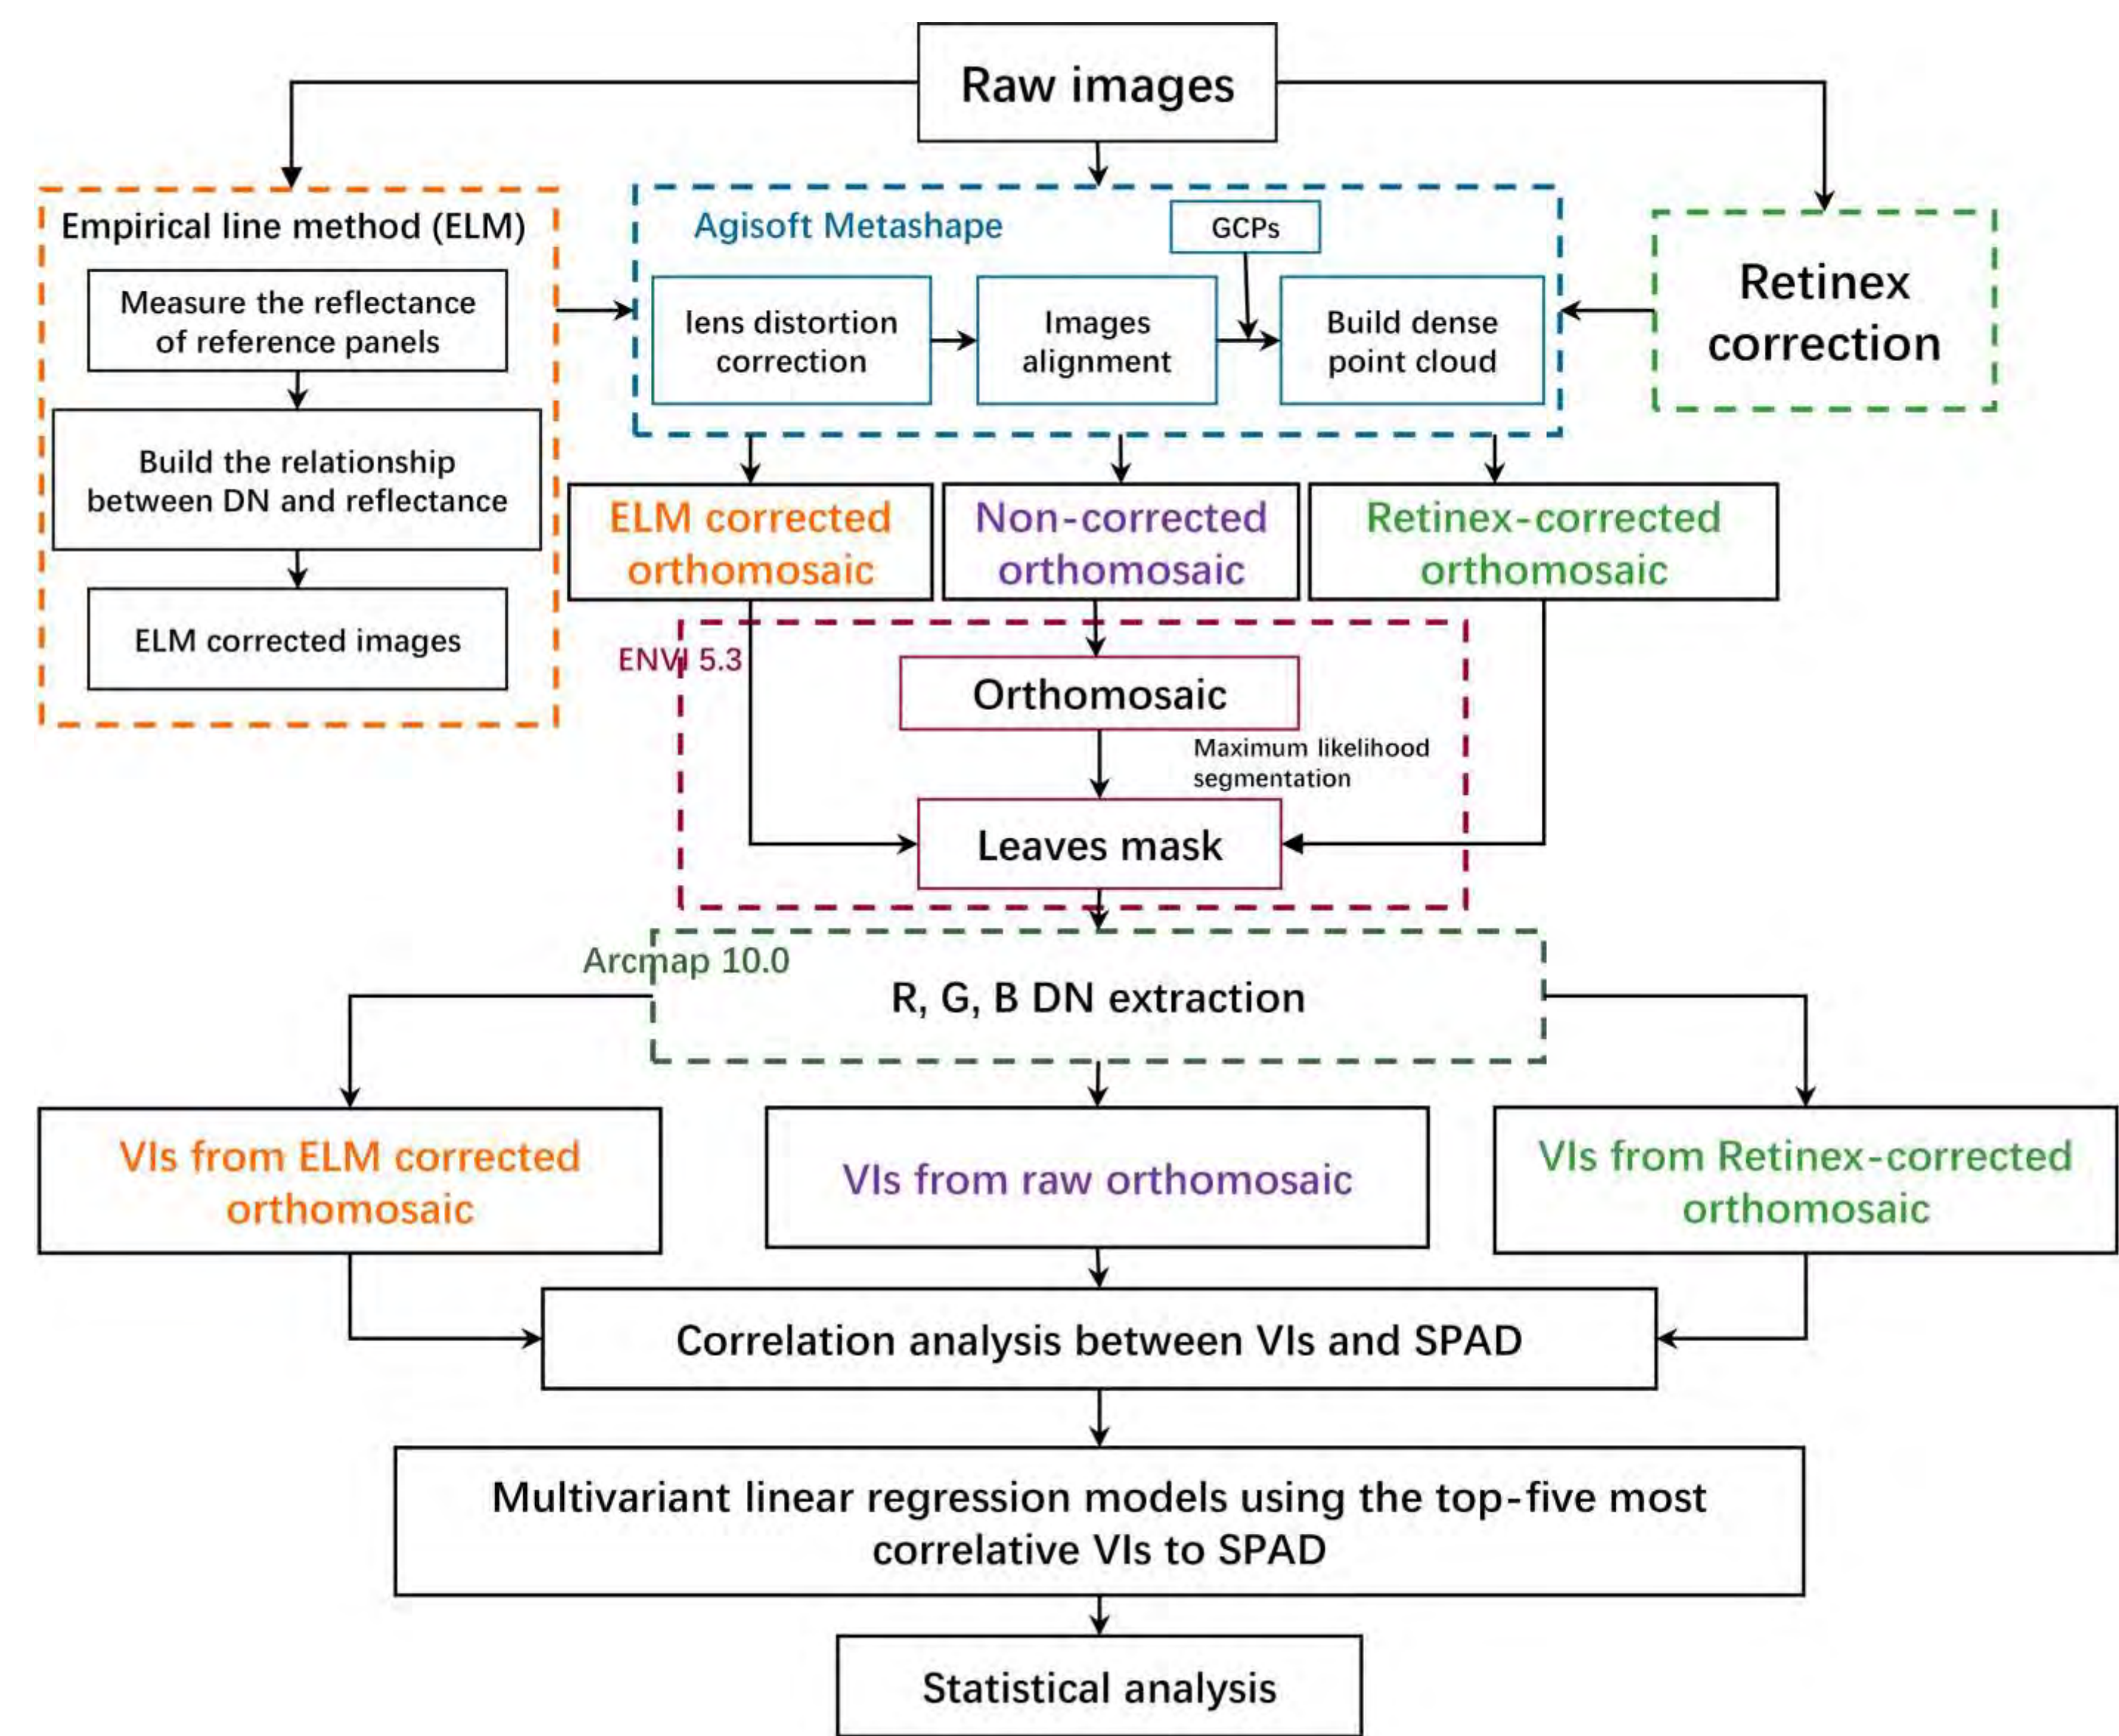 Raw images
Empirical line method (ELM)
Measure the reflectance
of reference panels
Build the relationship
between DN and reflectance
ELM corrected images
Agisoft Metashape
GCPs
lens distortion
correction
Images
alignment
Build dense
point cloud
Retinex
correction
ELM corrected
orthomosaic
Non-corrected
orthomosaic
Retinex-corrected
orthomosaic
ENVI 5.3
Orthomosaic
Maximum likelihood
segmentation
Leaves mask
Arcmap 10.0
R, G, B DN extraction
VIs from ELM corrected
orthomosaic
VIs from raw orthomosaic
VIs from Retinex-corrected
orthomosaic
Correlation analysis between VIs and SPAD
Multivariant linear regression models using the top-five most
correlative VIs to SPAD
Statistical analysis